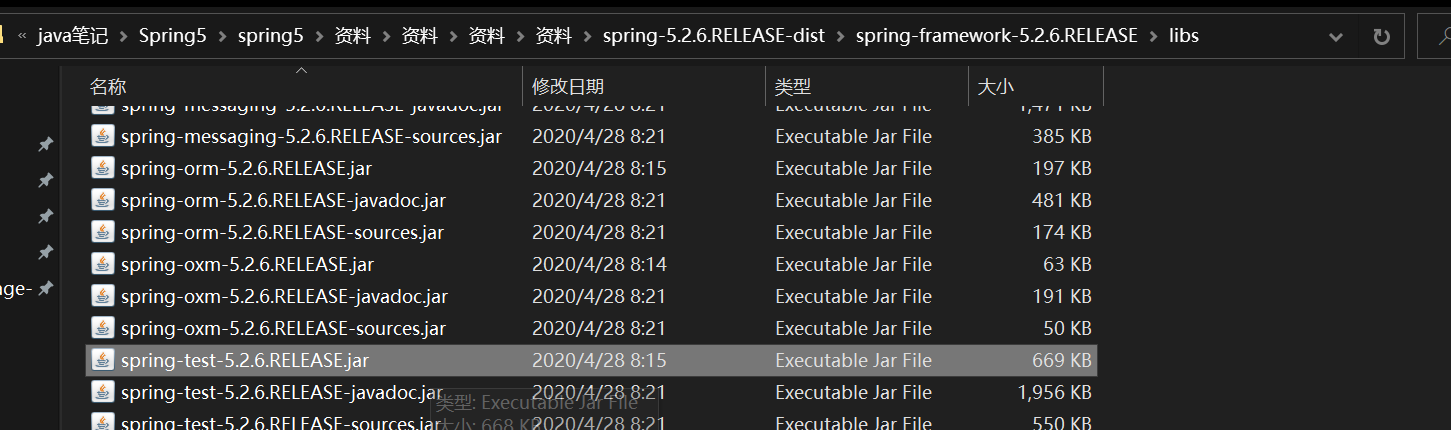 « java笔记 > Spring5 > spring5 > 资料 > 资料 > 资料 > 资料 > spring-5.2.6.RELEASE-dist > spring-framework-5.2.6.RELEASE > libs
名称 修改日期 类型 大小
spring-messaging-5.2.6.RELEASE-javadoc.jar 2020/4/28 8:21 Executable Jar File 1,471 KB
spring-messaging-5.2.6.RELEASE-sources.jar 2020/4/28 8:21 Executable Jar File 385 KB
spring-orm-5.2.6.RELEASE.jar 2020/4/28 8:15 Executable Jar File 197 KB
spring-orm-5.2.6.RELEASE-javadoc.jar 2020/4/28 8:21 Executable Jar File 481 KB
spring-orm-5.2.6.RELEASE-sources.jar 2020/4/28 8:21 Executable Jar File 174 KB
spring-oxm-5.2.6.RELEASE.jar 2020/4/28 8:14 Executable Jar File 63 KB
age- spring-oxm-5.2.6.RELEASE-javadoc.jar 2020/4/28 8:21 Executable Jar File 191 KB
spring-oxm-5.2.6.RELEASE-sources.jar 2020/4/28 8:21 Executable Jar File 50 KB
spring-test-5.2.6.RELEASE.jar 2020/4/28 8:15 Executable Jar File 669 KB
spring-test-5.2.6.RELEASE-javadoc.jar 2020/4/28 8:21 Executable Jar File 1,956 KB
类型: Executable Jar File
spring-test-5.2.6.RELEASE-sources.jar 2020/4/28 8:21 Executable Jar File 550 KB
大小: 668 KB